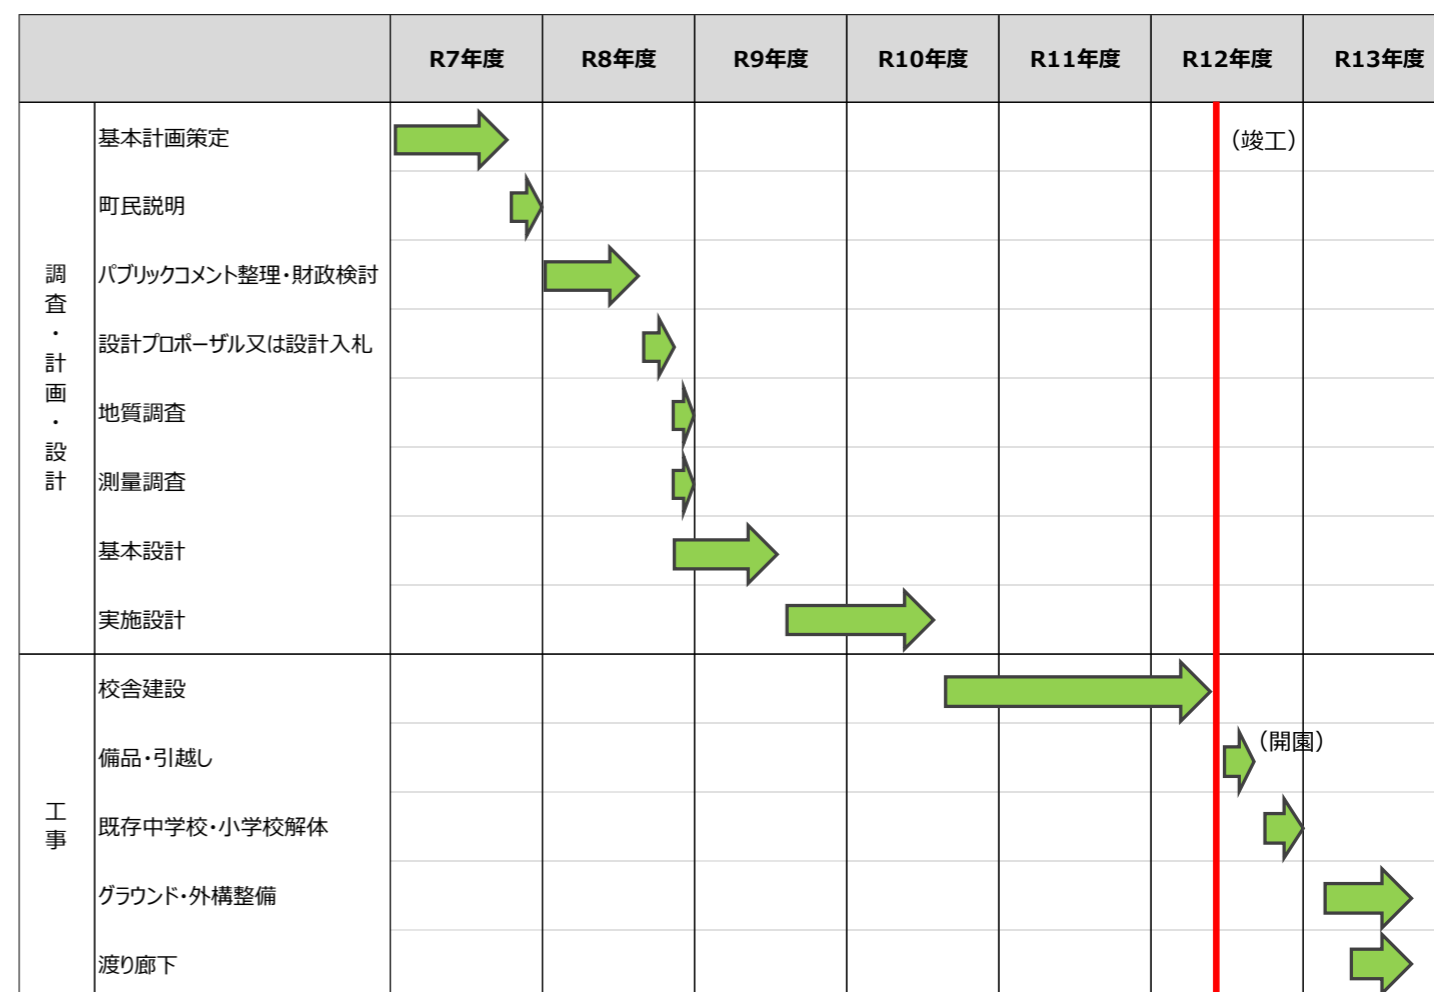 R7年度 R8年度 R9年度 R10年度 R11年度 R12年度 R13年度
調査・計画・設計
基本計画策定 （竣工）
町民説明
パブリックコメント整理・財政検討
設計プロポーザル又は設計入札
地質調査
測量調査
基本設計
実施設計
工事
校舎建設
備品・引越し （開園）
既存中学校・小学校解体
グラウンド・外構整備
渡り廊下